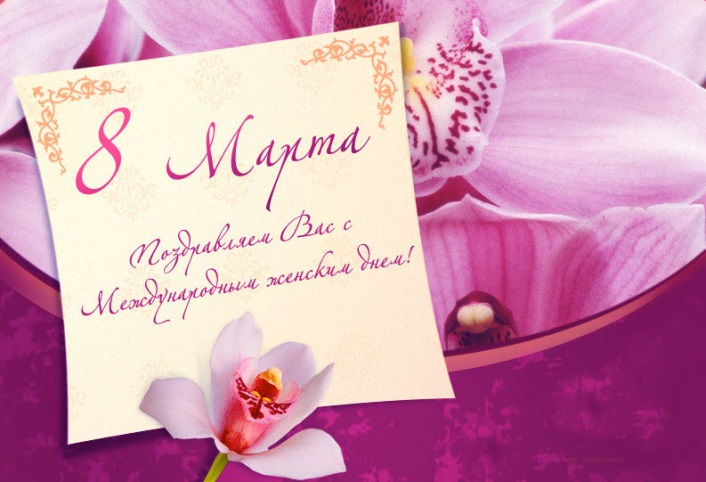 8 Марта
Поздравляем Вас с
Международным женским днем!